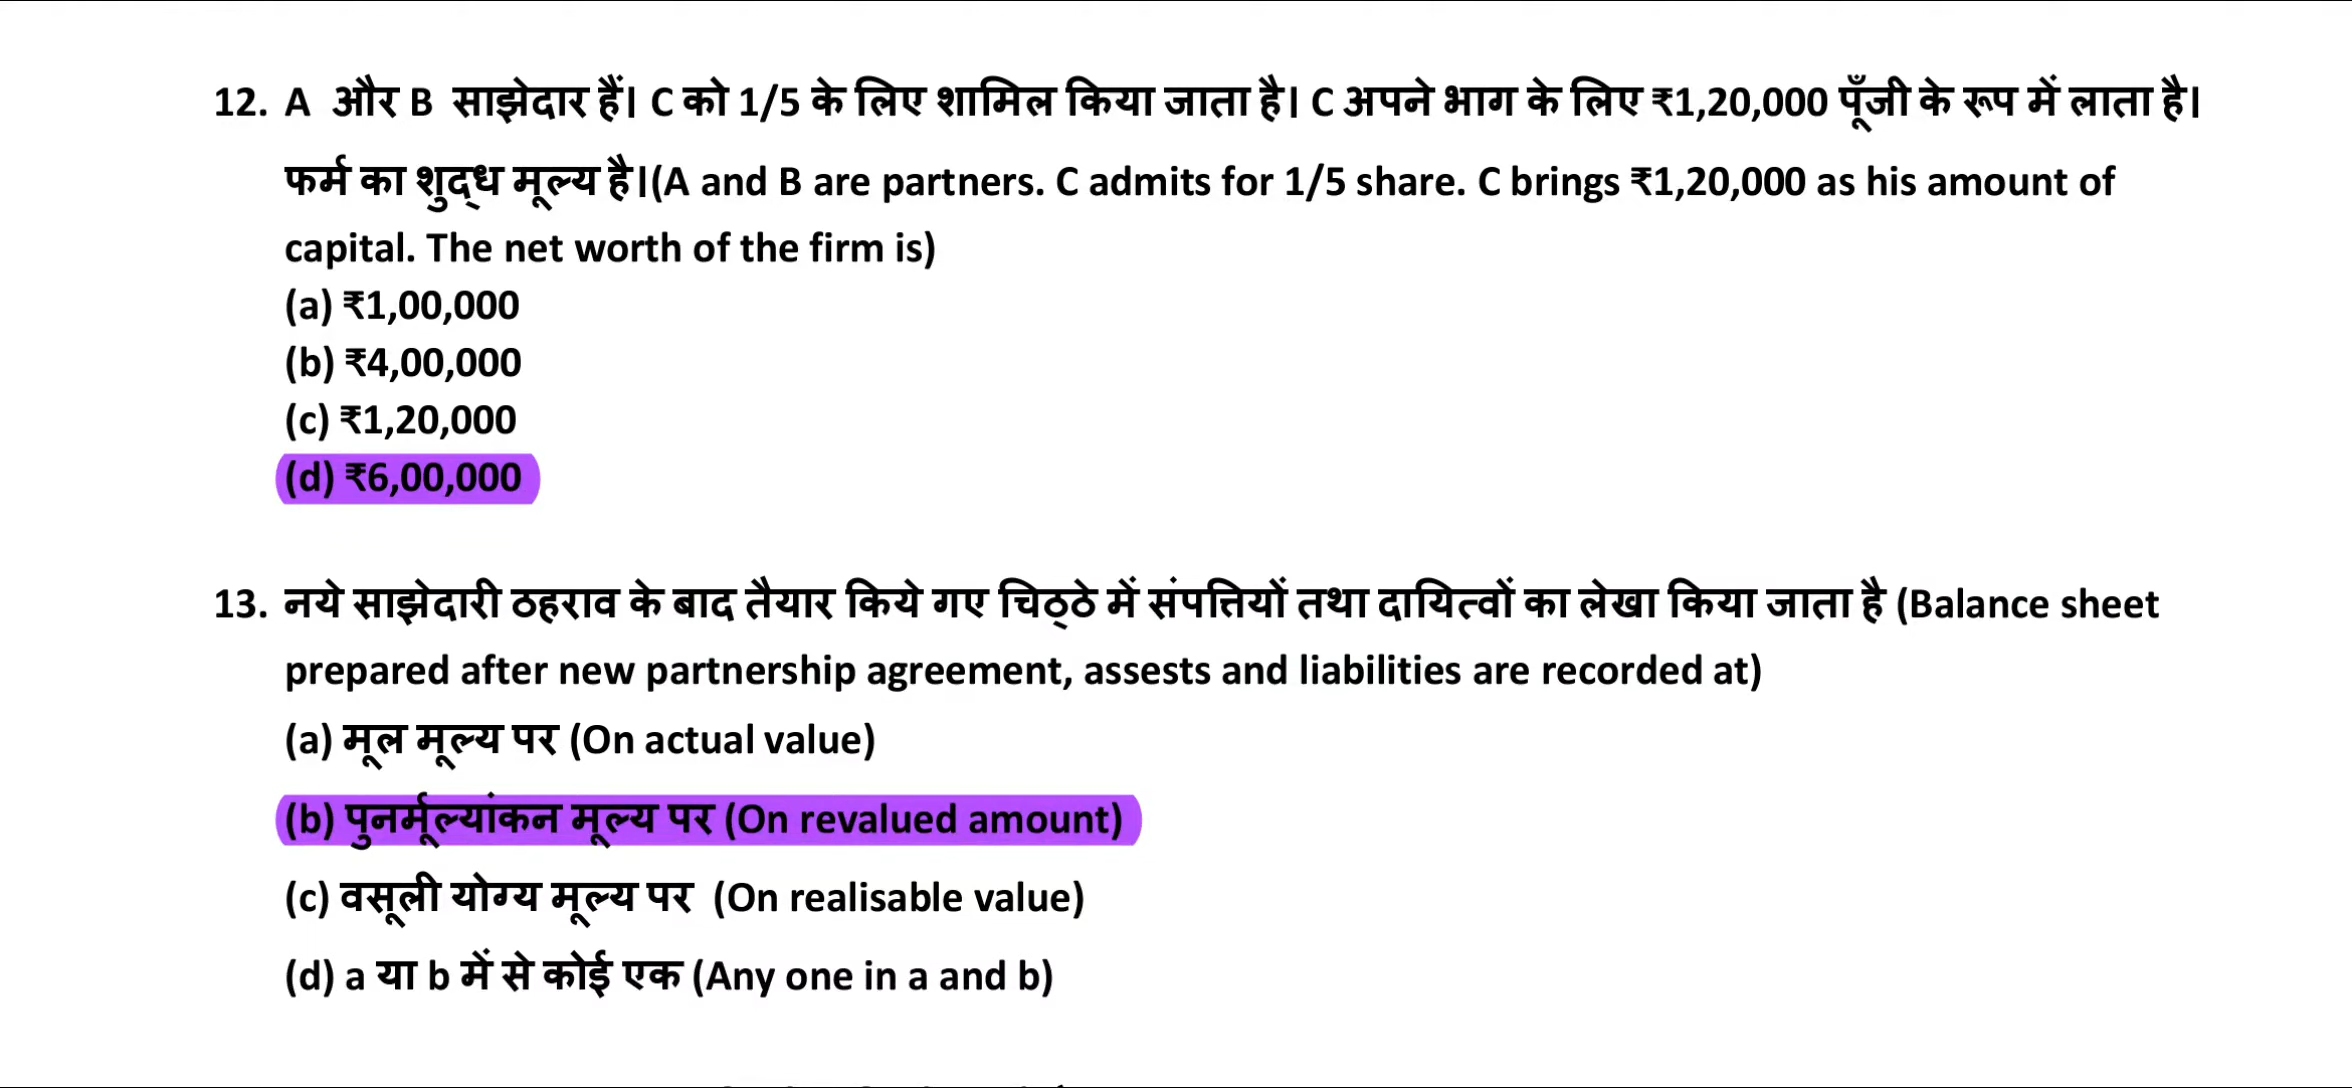 12. A और B साझेदार हैं। C को 1/5 के लिए शामिल किया जाता है। C अपने भाग के लिए ₹1,20,000 पूँजी के रूप में लाता है।
फर्म का शुद्ध मूल्य है।(A and B are partners. C admits for 1/5 share. C brings ₹1,20,000 as his amount of
capital. The net worth of the firm is)
(a) ₹1,00,000
(b) ₹4,00,000
(c) ₹1,20,000
(d) ₹6,00,000
13. नये साझेदारी ठहराव के बाद तैयार किये गए चिठ्ठे में संपत्तियों तथा दायित्वों का लेखा किया जाता है (Balance sheet
prepared after new partnership agreement, assests and liabilities are recorded at)
(a) मूल मूल्य पर (On actual value)
(b) पुनर्मूल्यांकन मूल्य पर (On revalued amount)
(c) वसूली योग्य मूल्य पर (On realisable value)
(d) a या b में से कोई एक (Any one in a and b)